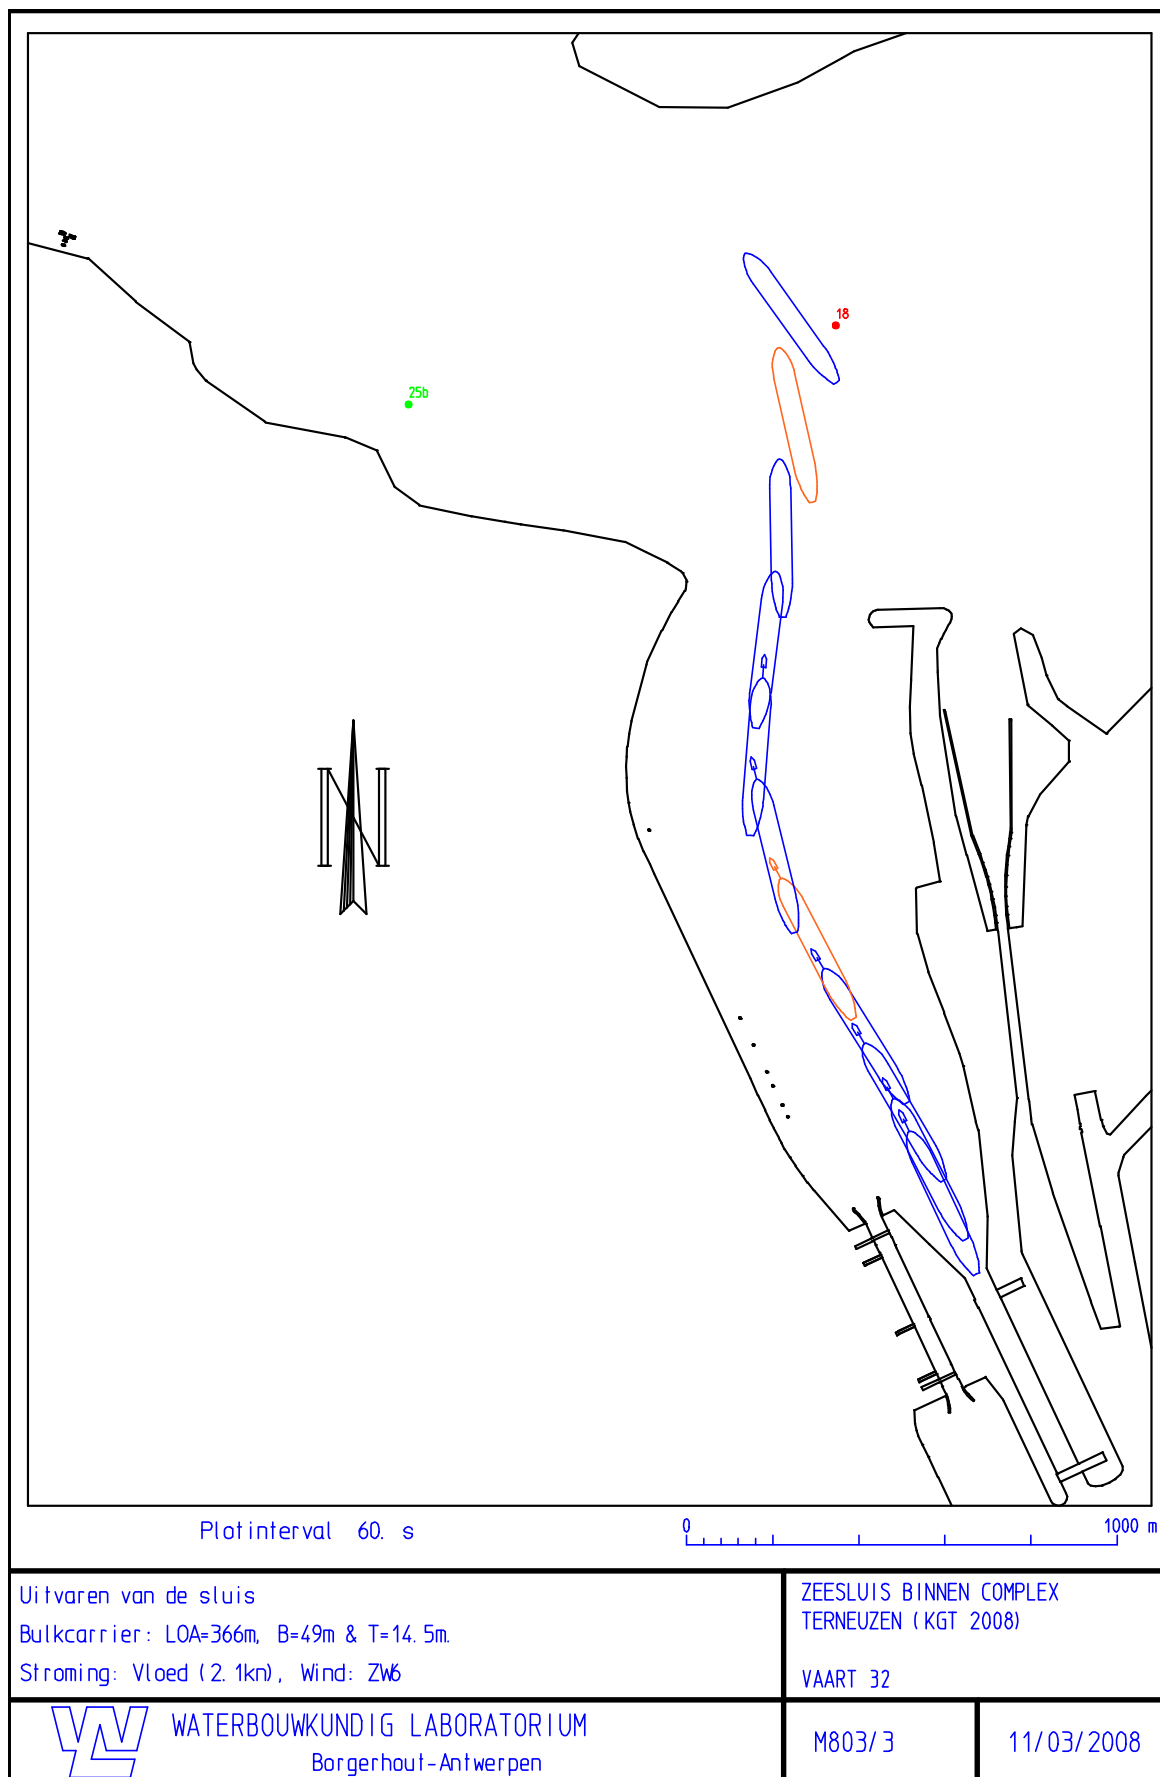 18
25b
N
Plotinterval 60. s
0 1000 m
Uitvaren van de sluis
Bulkcarrier: LOA=366m, B=49m & T=14.5m.
Stroming: Vloed (2.1kn), Wind: ZW6
ZEESLUIS BINNEN COMPLEX
TERNEUZEN (KGT 2008)
VAART 32
WATERBOUWKUNDIG LABORATORIUM
Borgerhout-Antwerpen
M803/3
11/03/2008